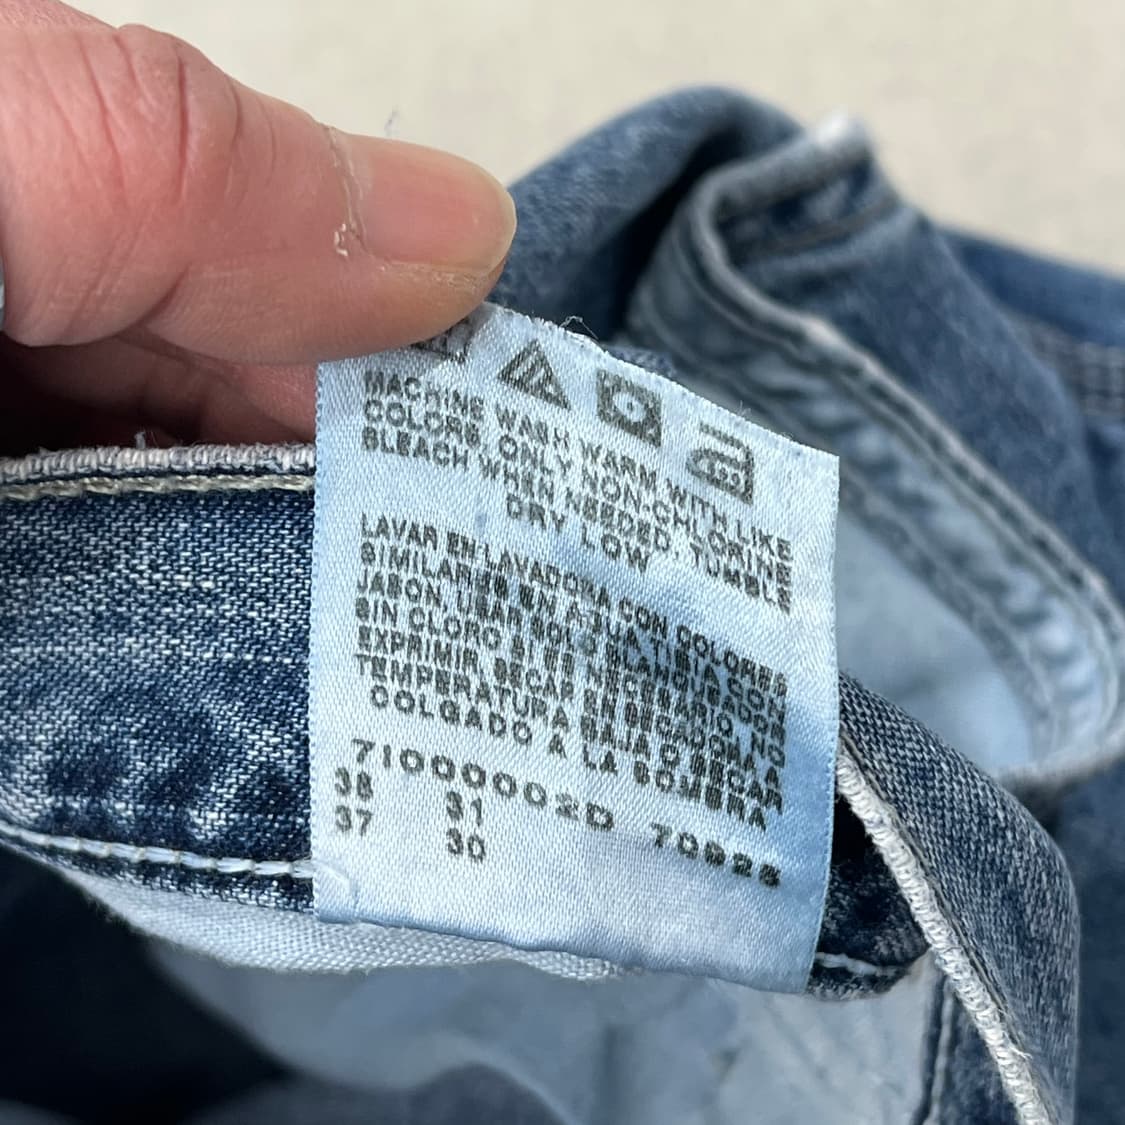 MACHINE WASH WARM WITH LIKE
COLORS ONLY NON-CHLORINE
BLEACH WHEN NEEDED. TUMBLE
DRY LOW
LAVAR EN LAVADORA CON COLORES
SIMILARES EN AGUA TIBIA CON
JABON, USAR SOLO BLANQUEADOR
SIN CLORO SI ES NECESARIO, NO
EXPRIMIR, SECAR EN SECADORA A
TEMPERATURA BAJA O SECAR
COLGADO A LA SOMBRA
71000002D 70925
38 31
37 30